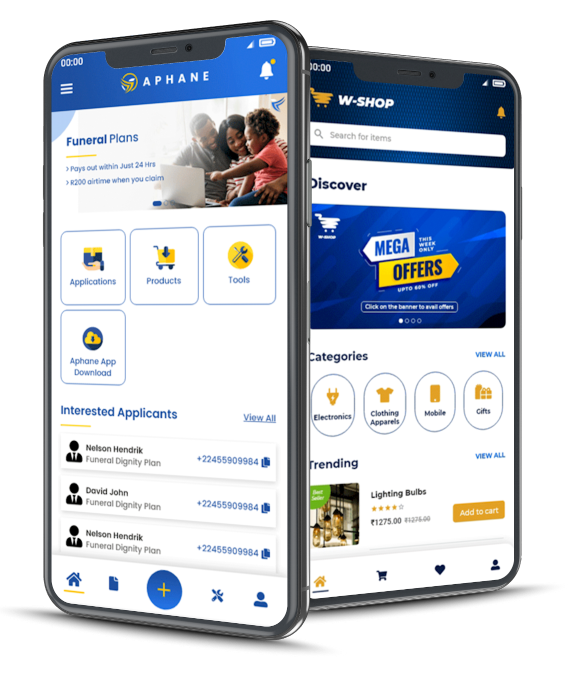 00:00
APHANE
Funeral Plans
> Pays out within Just 24 Hrs
> R200 airtime when you claim
Applications
Products
Tools
Aphane App
Download
Interested Applicants
View All
Nelson Hendrik
Funeral Dignity Plan
+22455909984
David John
Funeral Dignity Plan
+22455909984
Nelson Hendrik
Funeral Dignity Plan
+22455909984
00:00
W-SHOP
Search for items
Discover
W-SHOP
MEGA
THIS
WEEK
ONLY
OFFERS
UPTO 60% OFF
Click on the banner to avail offers
Categories
VIEW ALL
Electronics
Clothing
Apparels
Mobile
Gifts
Trending
VIEW ALL
Best
Seller
Lighting Bulbs
₹1275.00 ₹1275.00
Add to cart